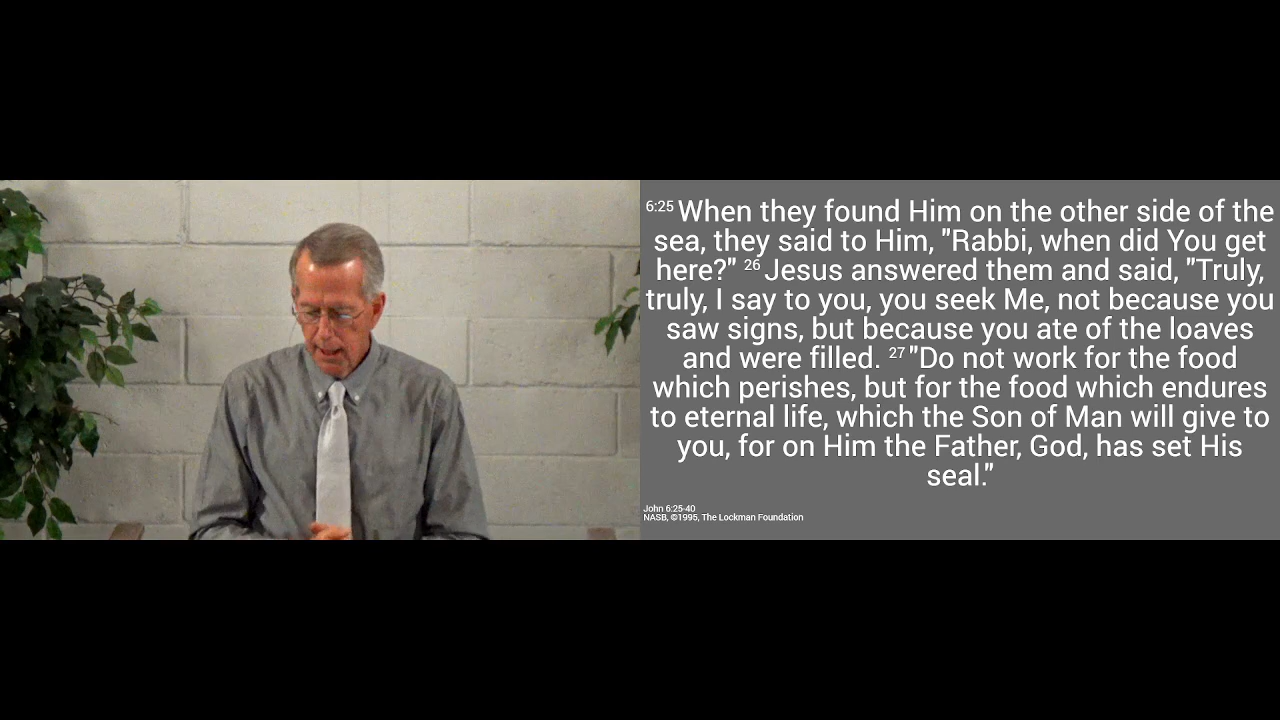 6:25 When they found Him on the other side of the
sea, they said to Him, "Rabbi, when did You get
here?" 26 Jesus answered them and said, "Truly,
truly, I say to you, you seek Me, not because you
saw signs, but because you ate of the loaves
and were filled. 27 "Do not work for the food
which perishes, but for the food which endures
to eternal life, which the Son of Man will give to
you, for on Him the Father, God, has set His
seal."
John 6:25-40
NASB, ©1995, The Lockman Foundation